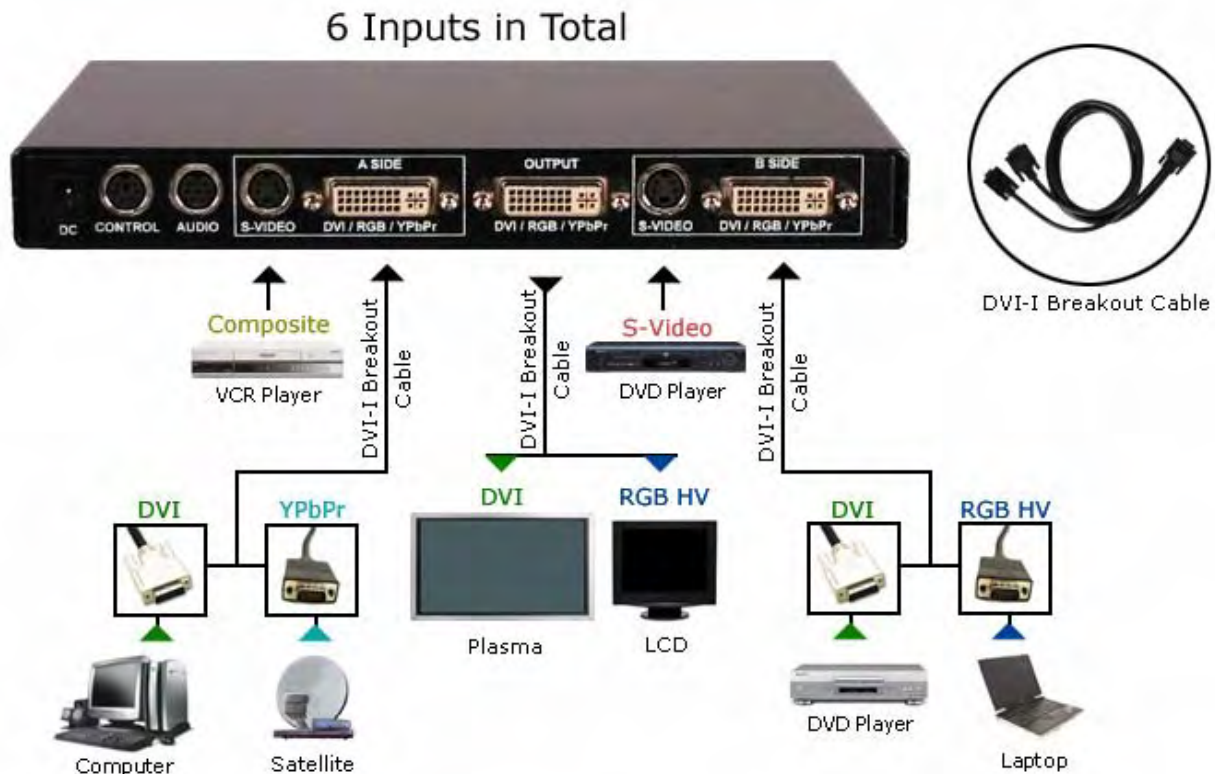 6 Inputs in Total
A SIDE
OUTPUT
B SIDE
DC
CONTROL
AUDIO
S-VIDEO
DVI / RGB / YPbPr
DVI / RGB / YPbPr
S-VIDEO
DVI / RGB / YPbPr
DVI-I Breakout Cable
Composite
VCR Player
DVI-I Breakout
Cable
DVI-I Breakout
Cable
S-Video
DVD Player
DVI-I Breakout
Cable
DVI
YPbPr
DVI
RGB HV
DVI
RGB HV
Plasma
LCD
Computer
Satellite
DVD Player
Laptop